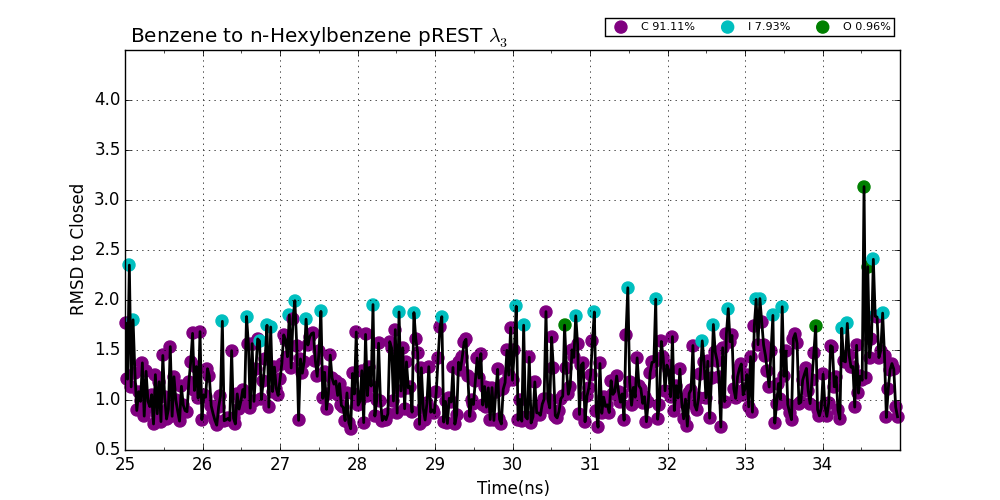 Benzene to n-Hexylbenzene pREST λ₃
C 91.11% I 7.93% O 0.96%
RMSD to Closed
4.0
3.5
3.0
2.5
2.0
1.5
1.0
0.5
25 26 27 28 29 30 31 32 33 34
Time(ns)